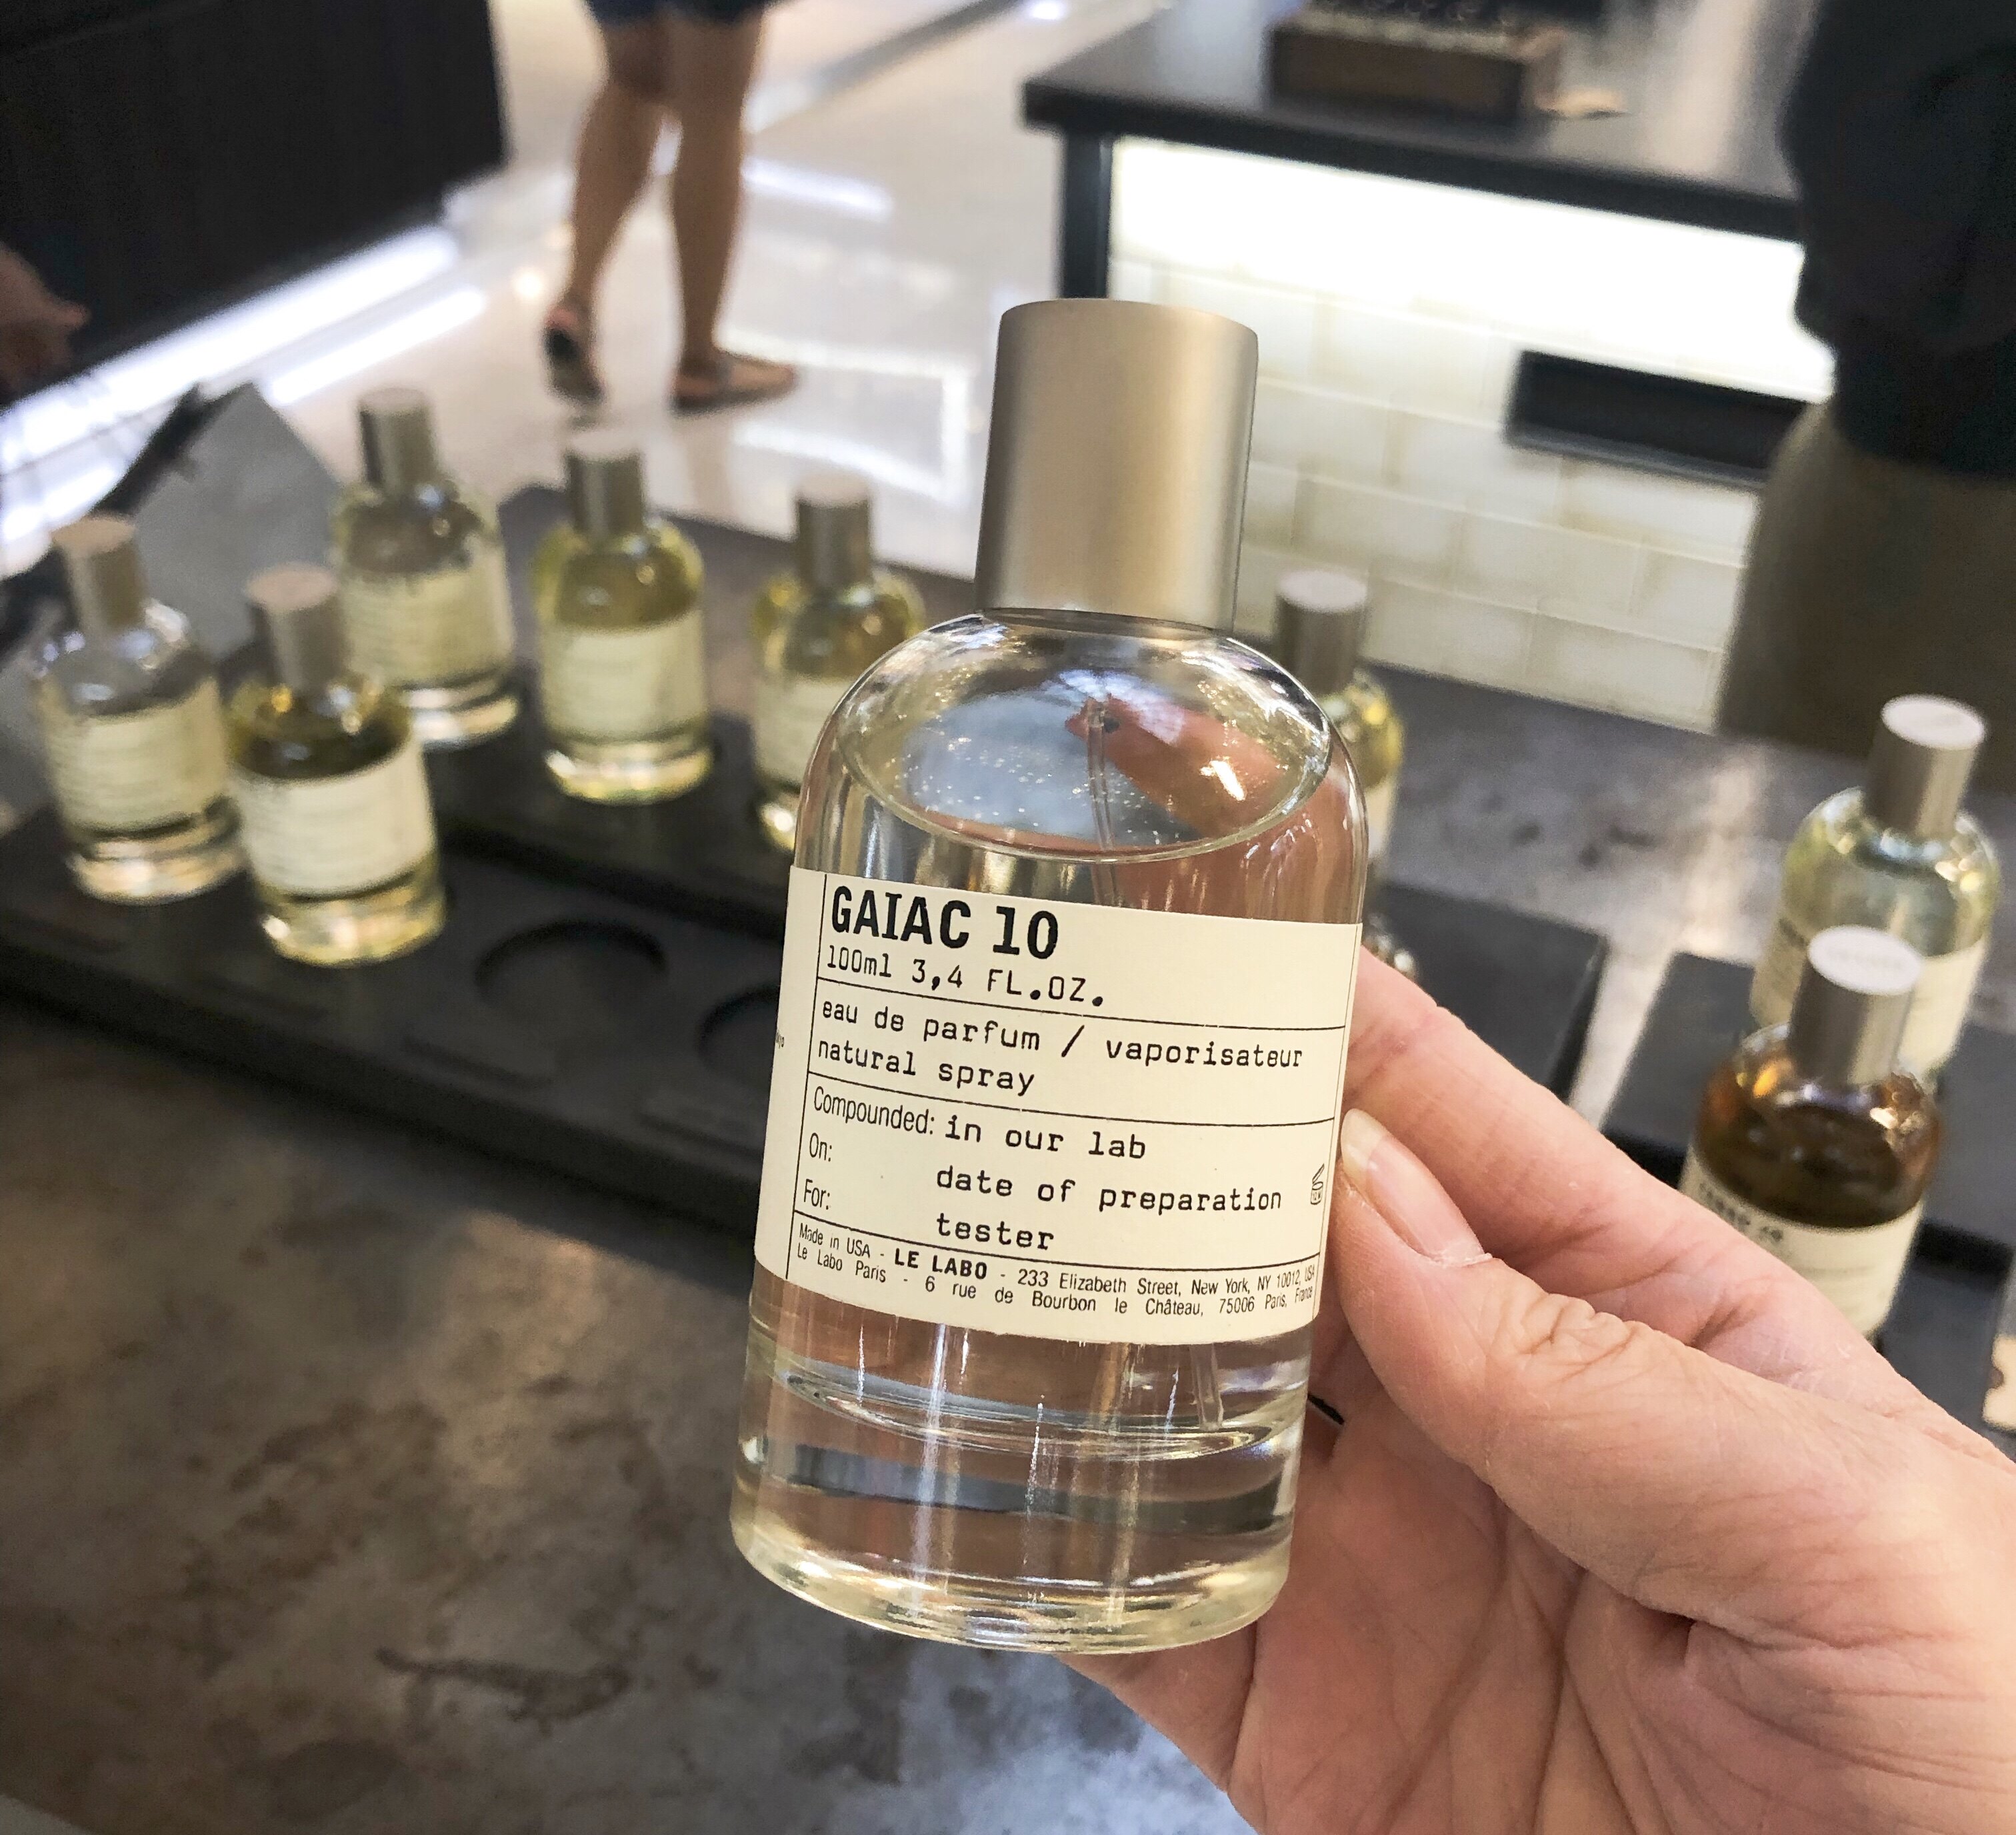 GAIAC 10
100ml 3,4 FL.OZ.
eau de parfum / vaporisateur
natural spray
Compounded: in our lab
On: date of preparation
For: tester
Made in USA - LE LABO - 233 Elizabeth Street, New York, NY 10012, USA
Le Labo Paris - 6 rue de Bourbon le Château, 75006 Paris, France